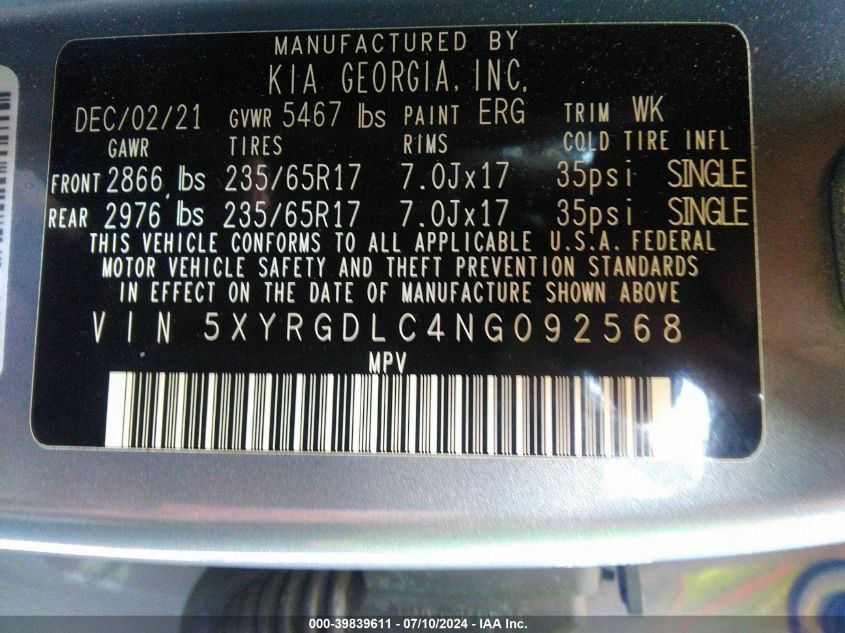 MANUFACTURED BY
KIA GEORGIA, INC.
DEC/02/21 GVWR 5467 lbs PAINT ERG TRIM WK
GAWR TIRES RIMS COLD TIRE INFL
FRONT 2866 lbs 235/65R17 7.0Jx17 35psi SINGLE
REAR 2976 lbs 235/65R17 7.0Jx17 35psi SINGLE
THIS VEHICLE CONFORMS TO ALL APPLICABLE U.S.A. FEDERAL
MOTOR VEHICLE SAFETY AND THEFT PREVENTION STANDARDS
IN EFFECT ON THE DATE OF MANUFACTURE SHOWN ABOVE
VIN 5XYRGDLC4NG092568
MPV
000-39839611 / 07/10/2024 - IAA Inc.